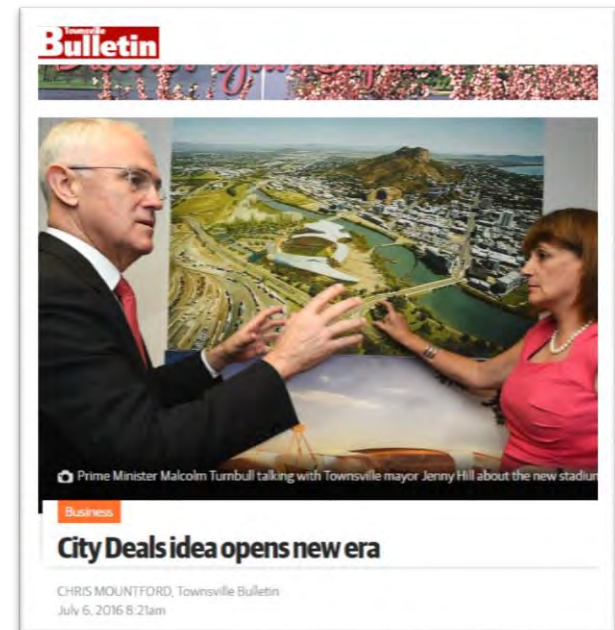 Townsville
Bulletin
Prime Minister Malcolm Turnbull talking with Townsville mayor Jenny Hill about the new stadium
Business
City Deals idea opens new era
CHRIS MOUNTFORD, Townsville Bulletin
July 6, 2016 8:21am